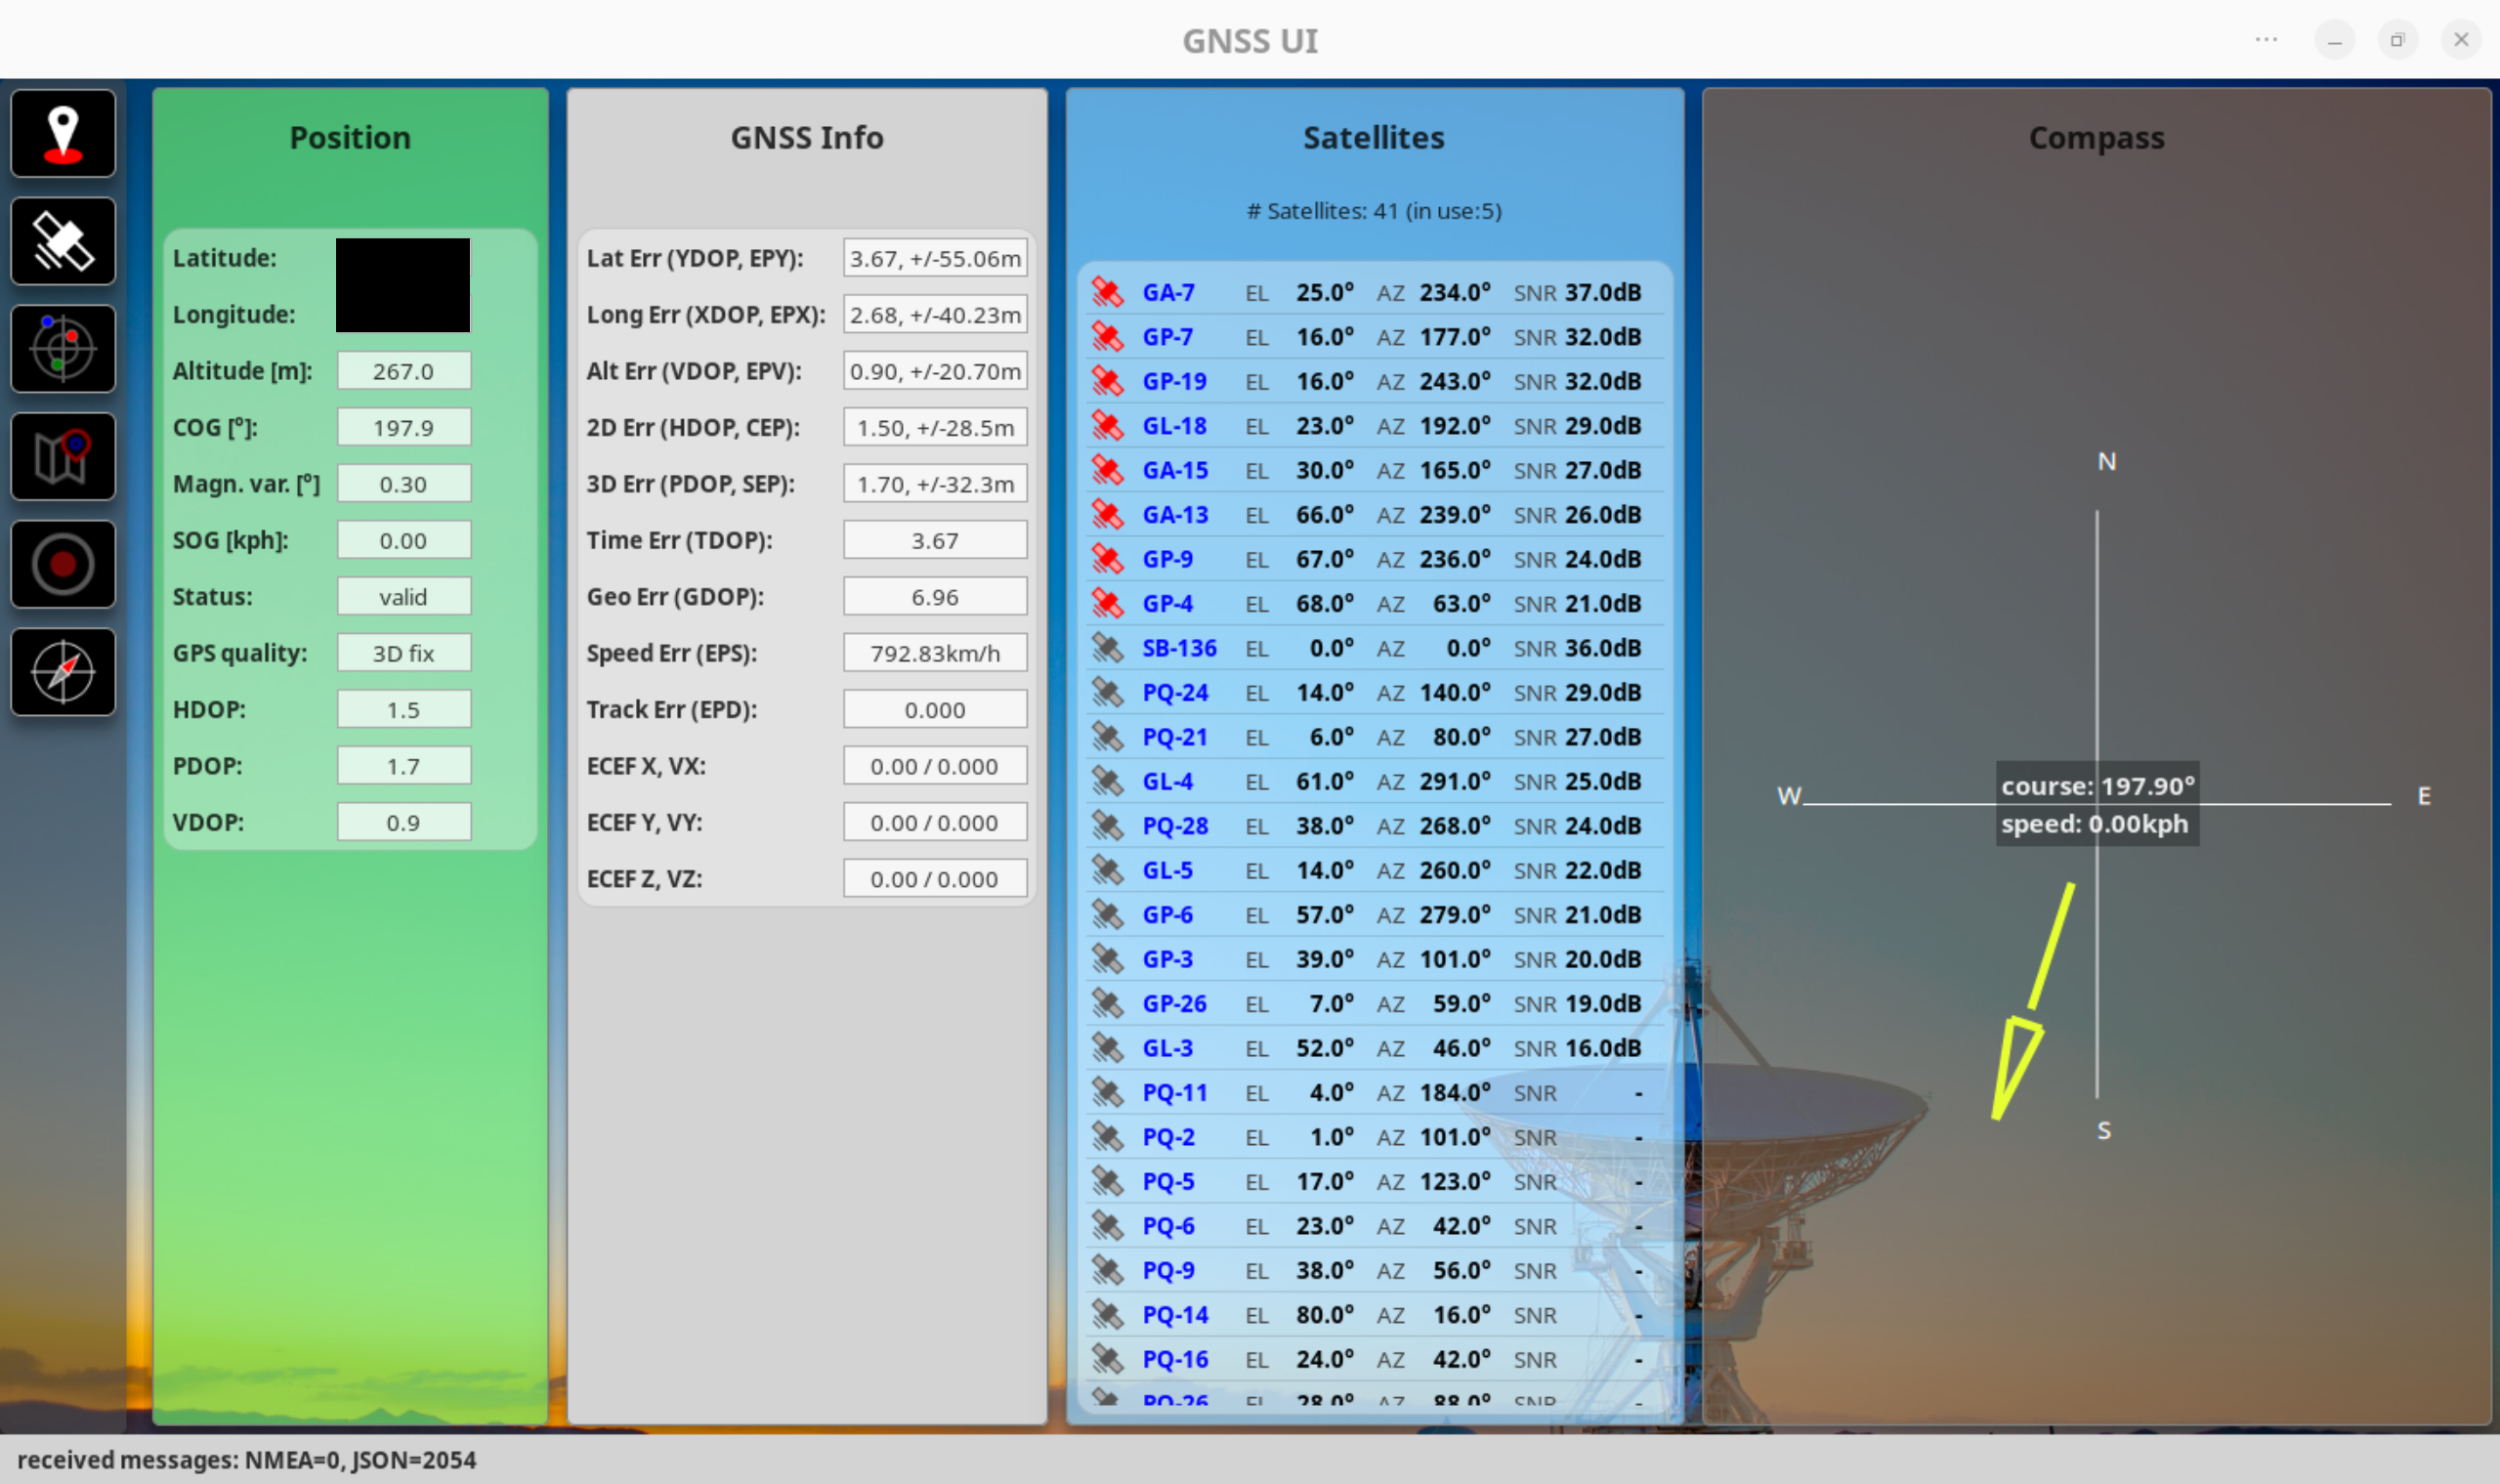 GNSS UI
Position
Latitude:
Longitude:
Altitude [m]: 267.0
COG [°]: 197.9
Magn. var. [°] 0.30
SOG [kph]: 0.00
Status: valid
GPS quality: 3D fix
HDOP: 1.5
PDOP: 1.7
VDOP: 0.9
GNSS Info
Lat Err (YDOP, EPY): 3.67, +/-55.06m
Long Err (XDOP, EPX): 2.68, +/-40.23m
Alt Err (VDOP, EPV): 0.90, +/-20.70m
2D Err (HDOP, CEP): 1.50, +/-28.5m
3D Err (PDOP, SEP): 1.70, +/-32.3m
Time Err (TDOP): 3.67
Geo Err (GDOP): 6.96
Speed Err (EPS): 792.83km/h
Track Err (EPD): 0.000
ECEF X, VX: 0.00 / 0.000
ECEF Y, VY: 0.00 / 0.000
ECEF Z, VZ: 0.00 / 0.000
Satellites
# Satellites: 41 (in use:5)
GA-7 EL 25.0° AZ 234.0° SNR 37.0dB
GP-7 EL 16.0° AZ 177.0° SNR 32.0dB
GP-19 EL 16.0° AZ 243.0° SNR 32.0dB
GL-18 EL 23.0° AZ 192.0° SNR 29.0dB
GA-15 EL 30.0° AZ 165.0° SNR 27.0dB
GA-13 EL 66.0° AZ 239.0° SNR 26.0dB
GP-9 EL 67.0° AZ 236.0° SNR 24.0dB
GP-4 EL 68.0° AZ 63.0° SNR 21.0dB
SB-136 EL 0.0° AZ 0.0° SNR 36.0dB
PQ-24 EL 14.0° AZ 140.0° SNR 29.0dB
PQ-21 EL 6.0° AZ 80.0° SNR 27.0dB
GL-4 EL 61.0° AZ 291.0° SNR 25.0dB
PQ-28 EL 38.0° AZ 268.0° SNR 24.0dB
GL-5 EL 14.0° AZ 260.0° SNR 22.0dB
GP-6 EL 57.0° AZ 279.0° SNR 21.0dB
GP-3 EL 39.0° AZ 101.0° SNR 20.0dB
GP-26 EL 7.0° AZ 59.0° SNR 19.0dB
GL-3 EL 52.0° AZ 46.0° SNR 16.0dB
PQ-11 EL 4.0° AZ 184.0° SNR -
PQ-2 EL 1.0° AZ 101.0° SNR -
PQ-5 EL 17.0° AZ 123.0° SNR -
PQ-6 EL 23.0° AZ 42.0° SNR -
PQ-9 EL 38.0° AZ 56.0° SNR -
PQ-14 EL 80.0° AZ 16.0° SNR -
PQ-16 EL 24.0° AZ 42.0° SNR -
PQ-26 EL 28.0° AZ 88.0° SNR -
Compass
N
W
E
course: 197.90°
speed: 0.00kph
S
received messages: NMEA=0, JSON=2054